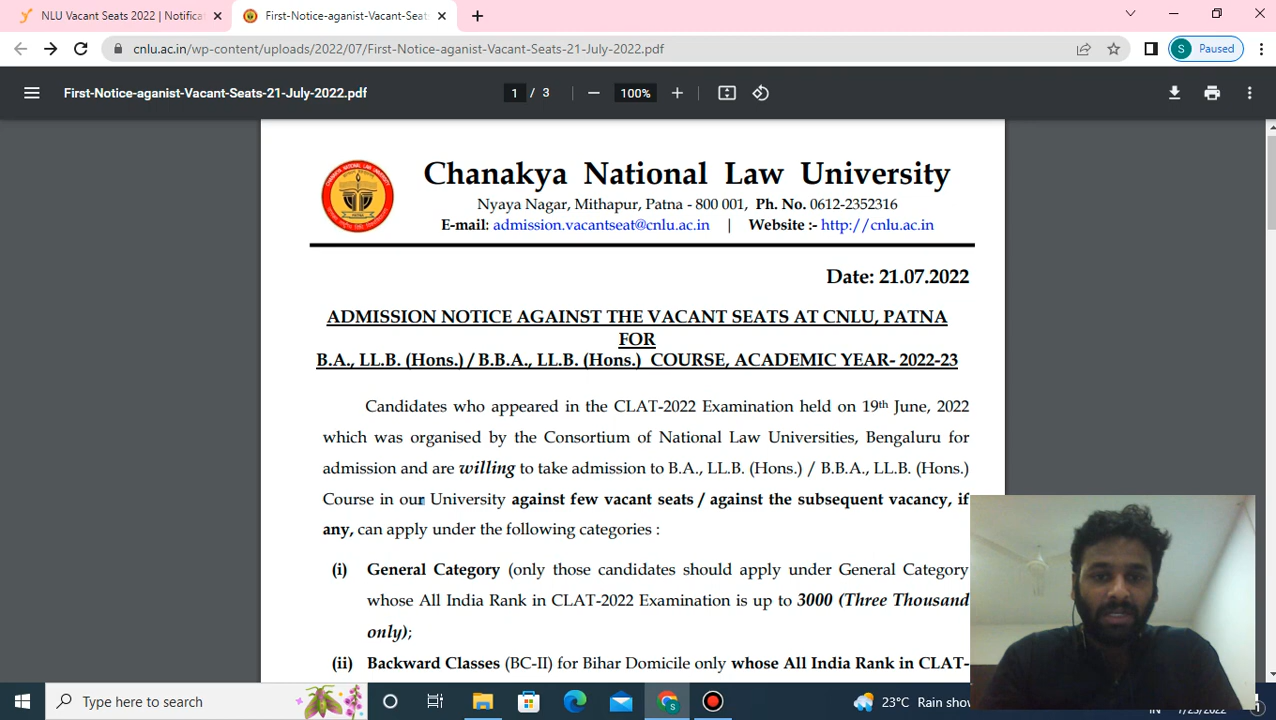 NLU Vacant Seats 2022 | Notificat
First-Notice-aganist-Vacant-Seat
cnlu.ac.in/wp-content/uploads/2022/07/First-Notice-aganist-Vacant-Seats-21-July-2022.pdf
S Paused
First-Notice-aganist-Vacant-Seats-21-July-2022.pdf
1 / 3
100%
Chanakya National Law University
Nyaya Nagar, Mithapur, Patna - 800 001, Ph. No. 0612-2352316
E-mail: admission.vacantseat@cnlu.ac.in | Website :- http://cnlu.ac.in
Date: 21.07.2022
ADMISSION NOTICE AGAINST THE VACANT SEATS AT CNLU, PATNA
FOR
B.A., LL.B. (Hons.) / B.B.A., LL.B. (Hons.) COURSE, ACADEMIC YEAR- 2022-23
Candidates who appeared in the CLAT-2022 Examination held on 19th June, 2022
which was organised by the Consortium of National Law Universities, Bengaluru for
admission and are willing to take admission to B.A., LL.B. (Hons.) / B.B.A., LL.B. (Hons.)
Course in our University against few vacant seats / against the subsequent vacancy, if
any, can apply under the following categories :
(i) General Category (only those candidates should apply under General Category
whose All India Rank in CLAT-2022 Examination is up to 3000 (Three Thousand
only);
(ii) Backward Classes (BC-II) for Bihar Domicile only whose All India Rank in CLAT-
Type here to search
23°C Rain show
IN 7/23/2022